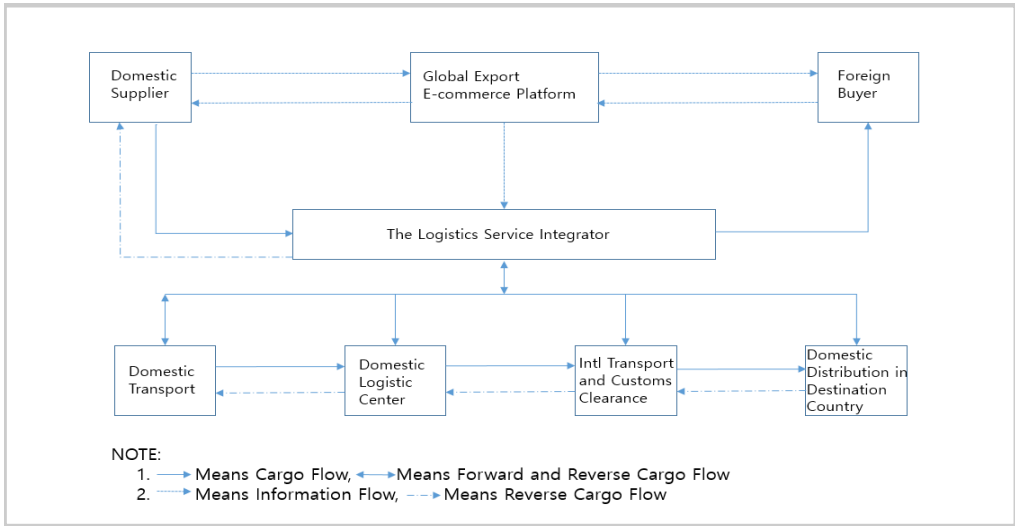 Domestic
Supplier
Global Export
E-commerce Platform
Foreign
Buyer
The Logistics Service Integrator
Domestic
Transport
Domestic
Logistic
Center
Intl Transport
and Customs
Clearance
Domestic
Distribution in
Destination
Country
NOTE:
1. Means Cargo Flow, Means Forward and Reverse Cargo Flow
2. Means Information Flow, Means Reverse Cargo Flow